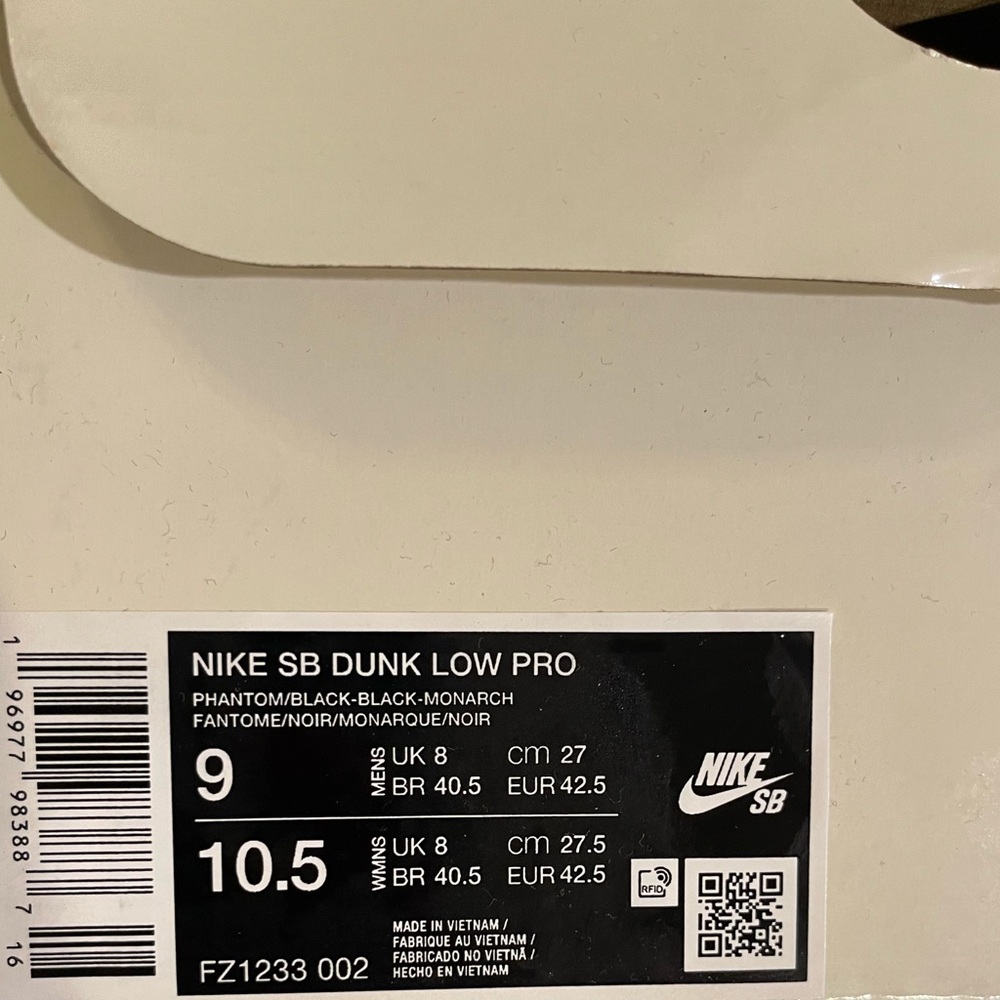 NIKE SB DUNK LOW PRO
PHANTOM/BLACK-BLACK-MONARCH
FANTOME/NOIR/MONARQUE/NOIR
9
MENS
UK 8 cm 27
BR 40.5 EUR 42.5
10.5
WMNS
UK 8 cm 27.5
BR 40.5 EUR 42.5
MADE IN VIETNAM /
FABRIQUE AU VIETNAM /
FABRICADO NO VIETNÃ /
HECHO EN VIETNAM
FZ1233 002
NIKE
SB
RFID
1 96977 98388 7 16